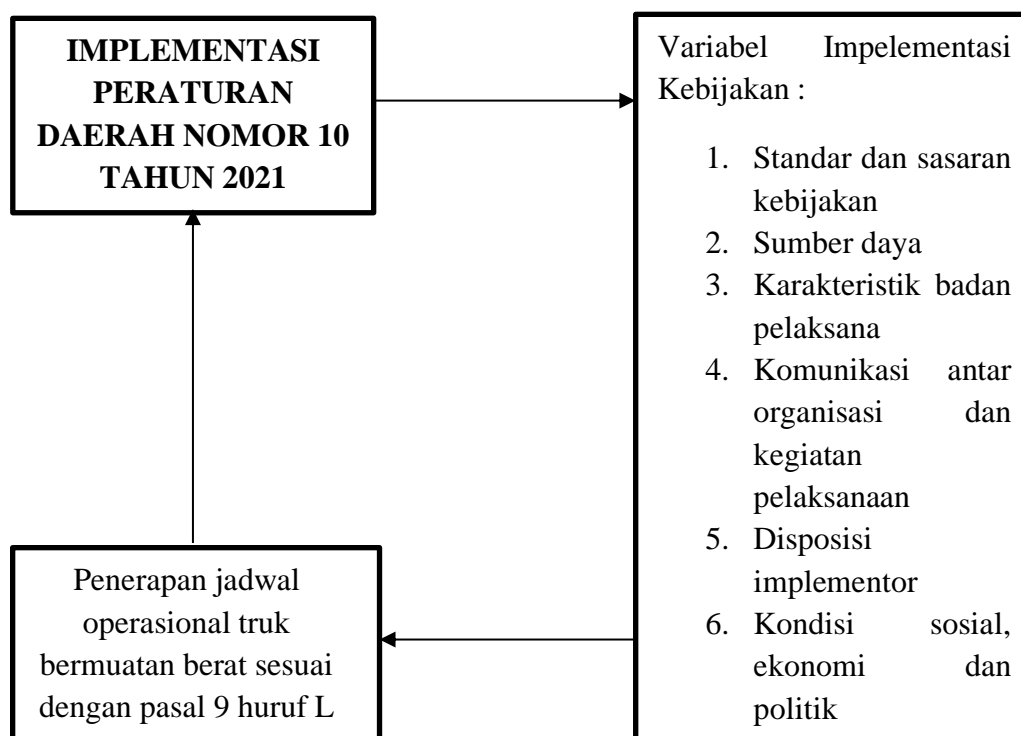 IMPLEMENTASI
PERATURAN
DAERAH NOMOR 10
TAHUN 2021
Variabel Impelementasi
Kebijakan :
1. Standar dan sasaran
kebijakan
2. Sumber daya
3. Karakteristik badan
pelaksana
4. Komunikasi antar
organisasi dan
kegiatan
pelaksanaan
5. Disposisi
implementor
6. Kondisi sosial,
ekonomi dan
politik
Penerapan jadwal
operasional truk
bermuatan berat sesuai
dengan pasal 9 huruf L